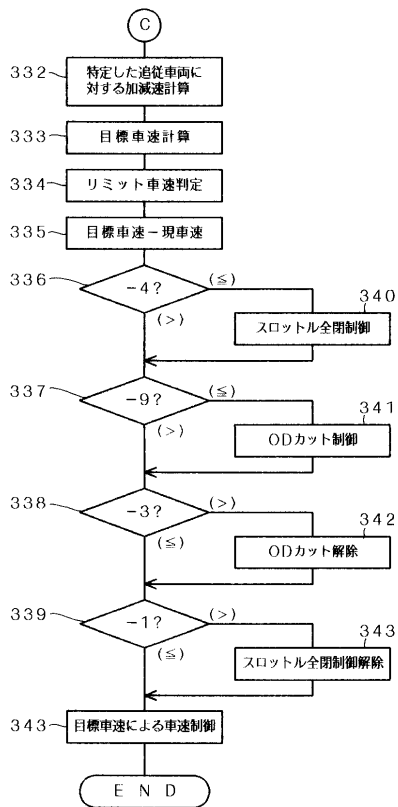 C
332
特定した追従車両に
対する加減速計算
333
目標車速計算
334
リミット車速判定
335
目標車速－現車速
336
－4？
(≦)
(＞)
340
スロットル全閉制御
337
－9？
(≦)
(＞)
341
ODカット制御
338
－3？
(＞)
(≦)
342
ODカット解除
339
－1？
(＞)
(≦)
343
スロットル全閉制御解除
343
目標車速による車速制御
END